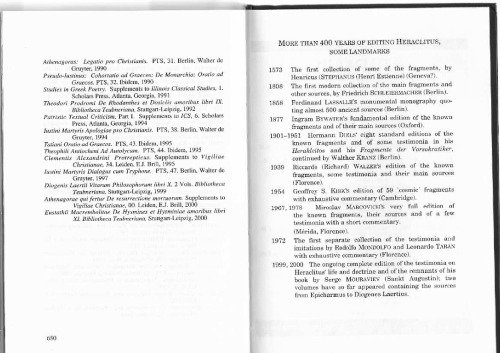 Athenagoras: Legatio pro Christianis. PTS, 31. Berlin, Walter de
Gruyter, 1990
Pseudo-Iustinus: Cohortatio ad Graecos: De Monarchia: Oratio ad
Graecos. PTS, 32. Ibidem, 1990
Studies in Greek Poetry. Supplements to Illinois Classical Studies, 1.
Scholars Press, Atlanta, Georgia, 1991
Theodori Prodromi De Rhodanthes et Dosiclis amoribus libri IX.
Bibliotheca Teubneriana, Stuttgart-Leipzig, 1992
Patristic Textual Criticism, Part I. Supplements to ICS, 6. Scholars
Press, Atlanta, Georgia, 1994
Iustini Martyris Apologiae pro Christianis. PTS, 38. Berlin, Walter de
Gruyter, 1994
Tatiani Oratio ad Graecos. PTS, 43. Ibidem, 1995
Theophili Antiocheni Ad Autolycum. PTS, 44. Ibidem, 1995
Clementis Alexandrini Protrepticus. Supplements to Vigiliae
Christianae, 34. Leiden, E.J. Brill, 1995
Iustini Martyris Dialogus cum Tryphone. PTS, 47. Berlin, Walter de
Gruyter, 1997
Diogenis Laertii Vitarum Philosophorum libri X. 2 Vols. Bibliotheca
Teubneriana, Stuttgart-Leipzig, 1999
Athenagorae qui fertur De resurrectione mortuorum. Supplements to
Vigiliae Christianae, 00. Leiden, E.J. Brill, 2000
Eustathii Macrembolitae De Hysmines et Hysminiae amoribus libri
XI. Bibliotheca Teubneriana, Stuttgart-Leipzig, 2000
690
MORE THAN 400 YEARS OF EDITING HERACLITUS,
SOME LANDMARKS
1573 The first collection of some of the fragments, by
Henricus STEPHANUS (Henri Estienne) (Geneva?).
1808 The first modern collection of the main fragments and
other sources, by Friedrich SCHLEIERMACHER (Berlin).
1858 Ferdinand LASSALLE'S monumental monography quo-
ting almost 500 ancient sources (Berlin).
1877 Ingram BYWATER'S fundamental edition of the known
fragments and of their main sources (Oxford).
1901-1951 Hermann DIELS' eight standard editions of the
known fragments and of some testimonia in his
Herakleitos and his Fragmente der Vorsokratiker,
continued by Walther KRANZ (Berlin).
1939 Riccardo (Richard) WALZER'S edition of the known
fragments, some testimonia and their main sources
(Florence).
1954 Geoffrey S. KIRK'S edition of 59 'cosmic' fragments
with exhaustive commentary (Cambridge).
1967, 1978 Miroslav MARCOVICH'S very full edition of
the known fragments, their sources and of a few
testimonia with a short commentary.
(Mérida, Florence).
1972 The first separate collection of the testimonia and
imitations by Rodolfo MONDOLFO and Leonardo TARÁN
with exhaustive commentary (Florence).
1999, 2000 The ongoing complete edition of the testimonia on
Heraclitus' life and doctrine and of the remnants of his
book by Serge MOURAVIEV (Sankt Augustin); two
volumes have so far appeared containing the sources
from Epicharmus to Diogenes Laertius.